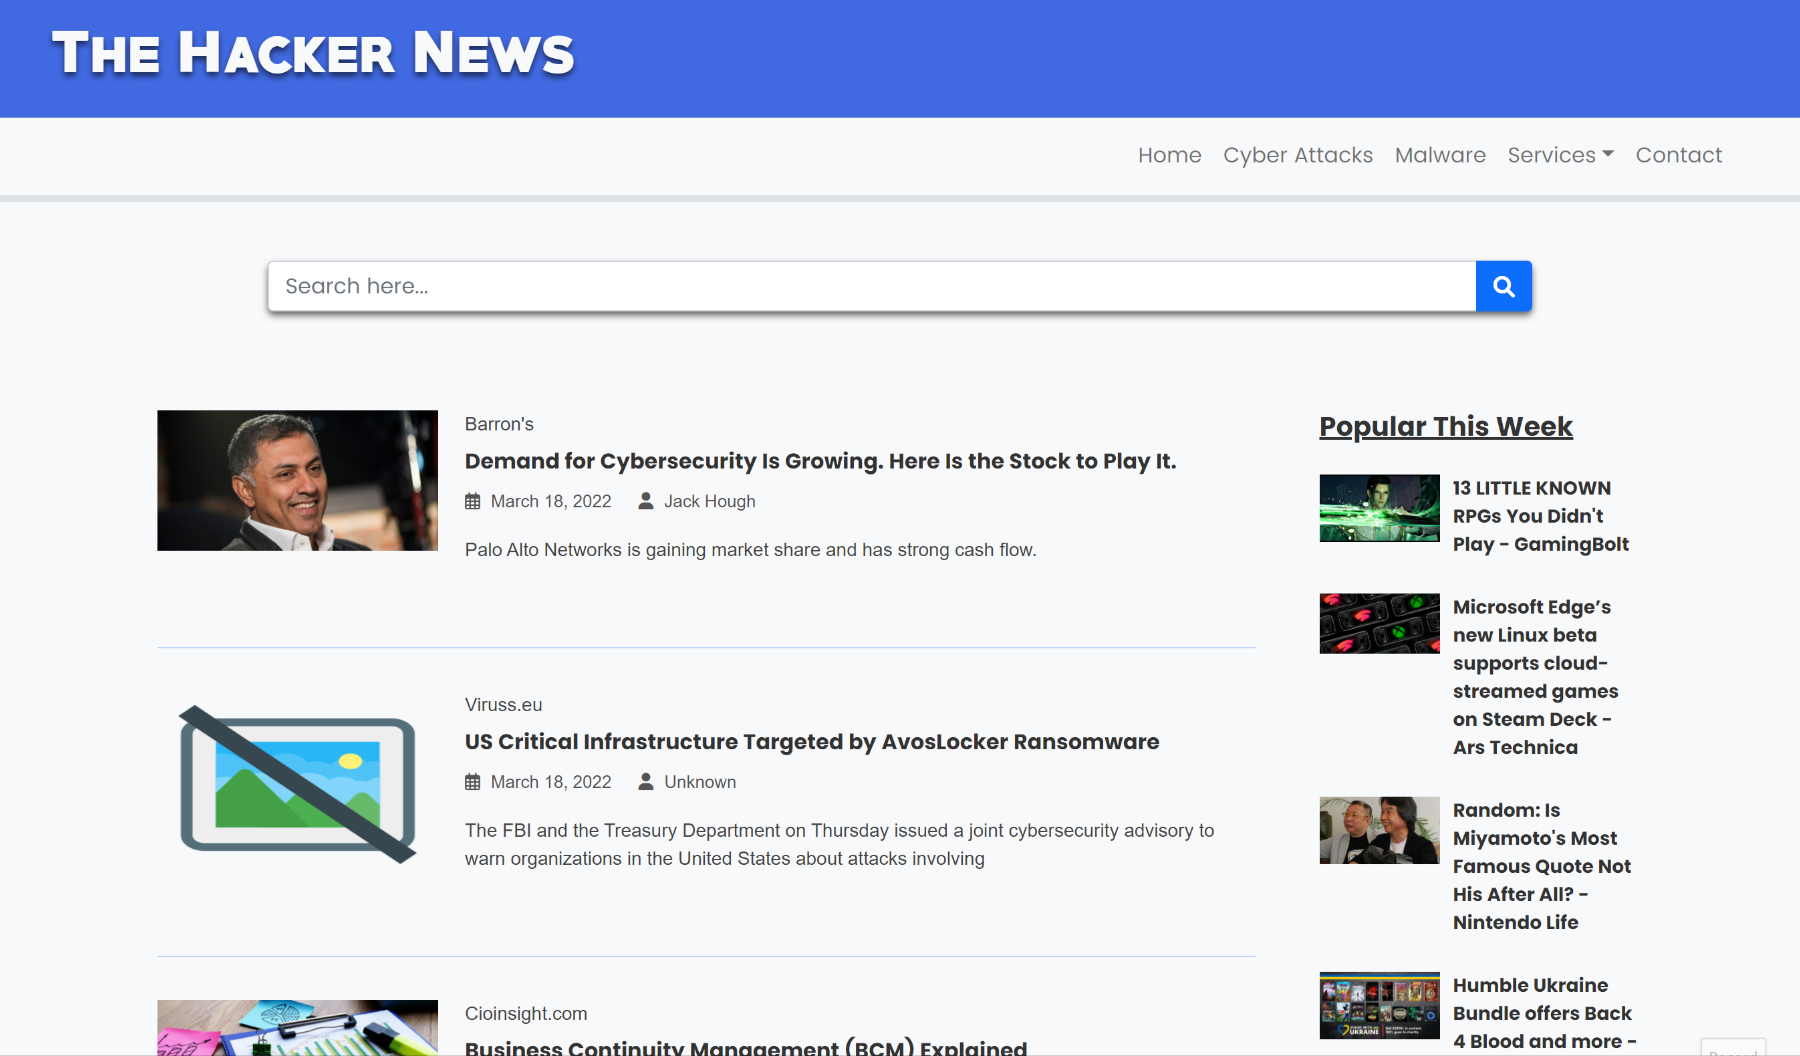 THE HACKER NEWS
Home Cyber Attacks Malware Services Contact
Search here...
Barron's
Demand for Cybersecurity Is Growing. Here Is the Stock to Play It.
March 18, 2022 Jack Hough
Palo Alto Networks is gaining market share and has strong cash flow.
Viruss.eu
US Critical Infrastructure Targeted by AvosLocker Ransomware
March 18, 2022 Unknown
The FBI and the Treasury Department on Thursday issued a joint cybersecurity advisory to
warn organizations in the United States about attacks involving
Cioinsight.com
Business Continuity Management (BCM) Explained
Popular This Week
13 LITTLE KNOWN
RPGs You Didn't
Play - GamingBolt
Microsoft Edge’s
new Linux beta
supports cloud-
streamed games
on Steam Deck -
Ars Technica
Random: Is
Miyamoto's Most
Famous Quote Not
His After All? -
Nintendo Life
UKRAINE
Humble Ukraine
Bundle offers Back
4 Blood and more -